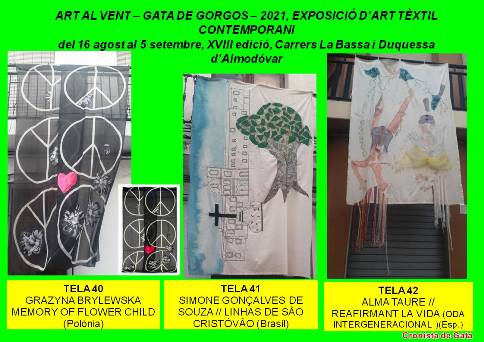 ART AL VENT – GATA DE GORGOS – 2021, EXPOSICIÓ D'ART TÈXTIL
CONTEMPORANI
del 16 agost al 5 setembre, XVIII edició, Carrers La Bassa i Duquessa
d'Almodóvar
TELA 40
GRAZYNA BRYLEWSKA
MEMORY OF FLOWER CHILD
(Polònia)
TELA 41
SIMONE GONÇALVES DE
SOUZA // LINHAS DE SÃO
CRISTÓVÃO (Brasil)
TELA 42
ALMA TAURE //
REAFIRMANT LA VIDA (ODA
INTERGENERACIONAL )(Esp.)
Cronista de Gata